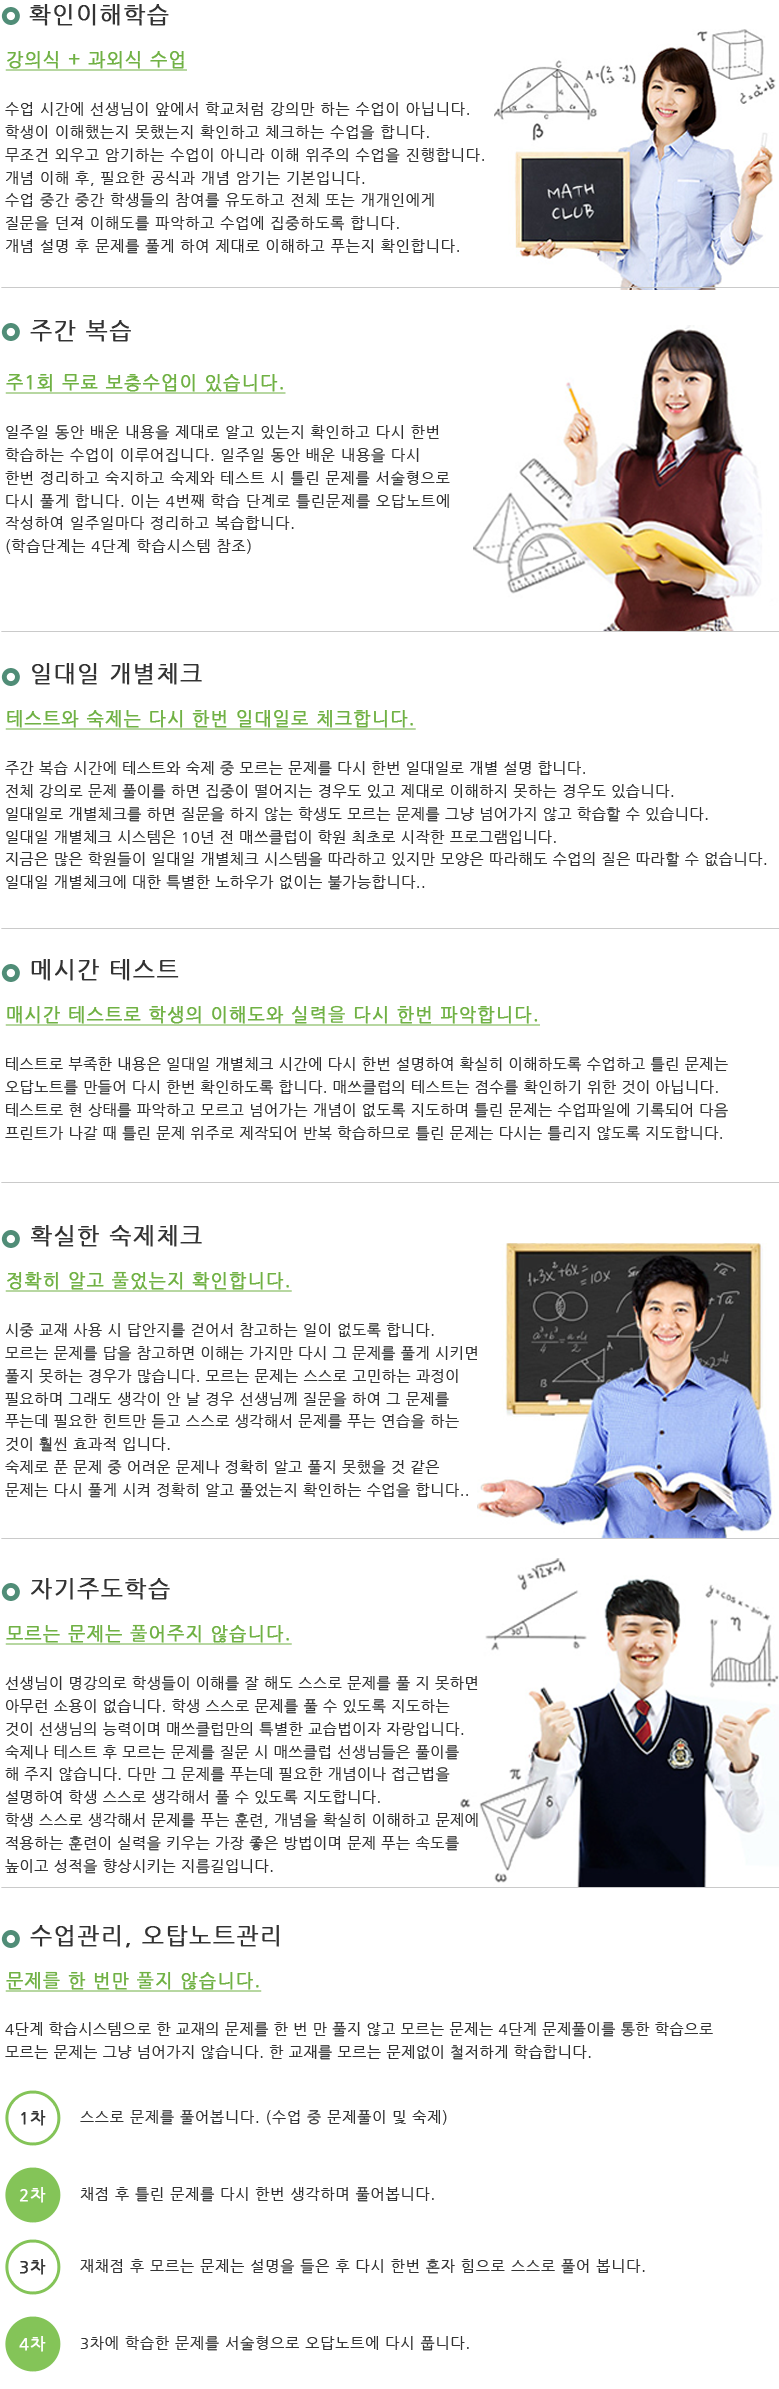 확인이해학습
강의식 + 과외식 수업
수업 시간에 선생님이 앞에서 학교처럼 강의만 하는 수업이 아닙니다.
학생이 이해했는지 못했는지 확인하고 체크하는 수업을 합니다.
무조건 외우고 암기하는 수업이 아니라 이해 위주의 수업을 진행합니다.
개념 이해 후, 필요한 공식과 개념 암기는 기본입니다.
수업 중간 중간 학생들의 참여를 유도하고 전체 또는 개개인에게
질문을 던져 이해도를 파악하고 수업에 집중하도록 합니다.
개념 설명 후 문제를 풀게 하여 제대로 이해하고 푸는지 확인합니다.
MATH
CLUB
주간 복습
주1회 무료 보충수업이 있습니다.
일주일 동안 배운 내용을 제대로 알고 있는지 확인하고 다시 한번
학습하는 수업이 이루어집니다. 일주일 동안 배운 내용을 다시
한번 정리하고 숙지하고 숙제와 테스트 시 틀린 문제를 서술형으로
다시 풀게 합니다. 이는 4번째 학습 단계로 틀린문제를 오답노트에
작성하여 일주일마다 정리하고 복습합니다.
(학습단계는 4단계 학습시스템 참조)
일대일 개별체크
테스트와 숙제는 다시 한번 일대일로 체크합니다.
주간 복습 시간에 테스트와 숙제 중 모르는 문제를 다시 한번 일대일로 개별 설명 합니다.
전체 강의로 문제 풀이를 하면 집중이 떨어지는 경우도 있고 제대로 이해하지 못하는 경우도 있습니다.
일대일로 개별체크를 하면 질문을 하지 않는 학생도 모르는 문제를 그냥 넘어가지 않고 학습할 수 있습니다.
일대일 개별체크 시스템은 10년 전 매쓰클럽이 학원 최초로 시작한 프로그램입니다.
지금은 많은 학원들이 일대일 개별체크 시스템을 따라하고 있지만 모양은 따라해도 수업의 질은 따라할 수 없습니다.
일대일 개별체크에 대한 특별한 노하우가 없이는 불가능합니다..
메시간 테스트
매시간 테스트로 학생의 이해도와 실력을 다시 한번 파악합니다.
테스트로 부족한 내용은 일대일 개별체크 시간에 다시 한번 설명하여 확실히 이해하도록 수업하고 틀린 문제는
오답노트를 만들어 다시 한번 확인하도록 합니다. 매쓰클럽의 테스트는 점수를 확인하기 위한 것이 아닙니다.
테스트로 현 상태를 파악하고 모르고 넘어가는 개념이 없도록 지도하며 틀린 문제는 수업파일에 기록되어 다음
프린트가 나갈 때 틀린 문제 위주로 제작되어 반복 학습하므로 틀린 문제는 다시는 틀리지 않도록 지도합니다.
확실한 숙제체크
정확히 알고 풀었는지 확인합니다.
시중 교재 사용 시 답안지를 걷어서 참고하는 일이 없도록 합니다.
모르는 문제를 답을 참고하면 이해는 가지만 다시 그 문제를 풀게 시키면
풀지 못하는 경우가 많습니다. 모르는 문제는 스스로 고민하는 과정이
필요하며 그래도 생각이 안 날 경우 선생님께 질문을 하여 그 문제를
푸는데 필요한 힌트만 듣고 스스로 생각해서 문제를 푸는 연습을 하는
것이 훨씬 효과적 입니다.
숙제로 푼 문제 중 어려운 문제나 정확히 알고 풀지 못했을 것 같은
문제는 다시 풀게 시켜 정확히 알고 풀었는지 확인하는 수업을 합니다..
자기주도학습
모르는 문제는 풀어주지 않습니다.
선생님이 명강의로 학생들이 이해를 잘 해도 스스로 문제를 풀 지 못하면
아무런 소용이 없습니다. 학생 스스로 문제를 풀 수 있도록 지도하는
것이 선생님의 능력이며 매쓰클럽만의 특별한 교습법이자 자랑입니다.
숙제나 테스트 후 모르는 문제를 질문 시 매쓰클럽 선생님들은 풀이를
해 주지 않습니다. 다만 그 문제를 푸는데 필요한 개념이나 접근법을
설명하여 학생 스스로 생각해서 풀 수 있도록 지도합니다.
학생 스스로 생각해서 문제를 푸는 훈련, 개념을 확실히 이해하고 문제에
적용하는 훈련이 실력을 키우는 가장 좋은 방법이며 문제 푸는 속도를
높이고 성적을 향상시키는 지름길입니다.
수업관리, 오탑노트관리
문제를 한 번만 풀지 않습니다.
4단계 학습시스템으로 한 교재의 문제를 한 번 만 풀지 않고 모르는 문제는 4단계 문제풀이를 통한 학습으로
모르는 문제는 그냥 넘어가지 않습니다. 한 교재를 모르는 문제없이 철저하게 학습합니다.
1차 스스로 문제를 풀어봅니다. (수업 중 문제풀이 및 숙제)
2차 채점 후 틀린 문제를 다시 한번 생각하며 풀어봅니다.
3차 재채점 후 모르는 문제는 설명을 들은 후 다시 한번 혼자 힘으로 스스로 풀어 봅니다.
4차 3차에 학습한 문제를 서술형으로 오답노트에 다시 풉니다.